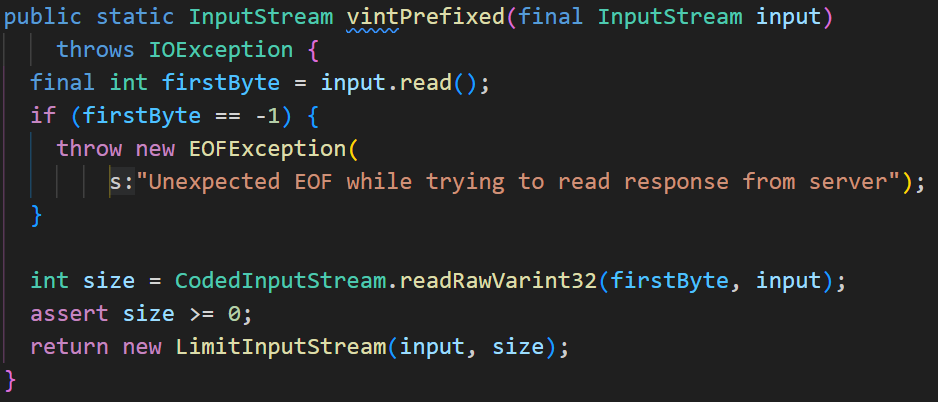 public static InputStream vintPrefixed(final InputStream input)
throws IOException {
final int firstByte = input.read();
if (firstByte == -1) {
throw new EOFException(
s:"Unexpected EOF while trying to read response from server");
}
int size = CodedInputStream.readRawVarint32(firstByte, input);
assert size >= 0;
return new LimitInputStream(input, size);
}